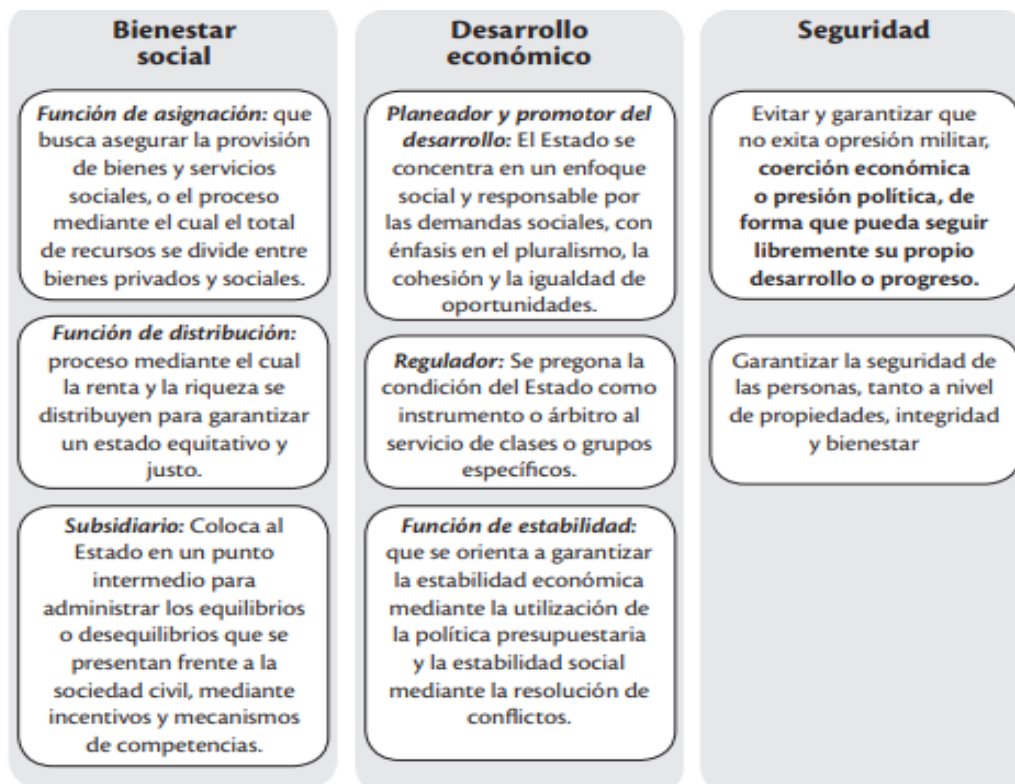 Bienestar
social
Función de asignación: que
busca asegurar la provisión
de bienes y servicios
sociales, o el proceso
mediante el cual el total
de recursos se divide entre
bienes privados y sociales.
Función de distribución:
proceso mediante el cual
la renta y la riqueza se
distribuyen para garantizar
un estado equitativo y
justo.
Subsidiario: Coloca al
Estado en un punto
intermedio para
administrar los equilibrios
o desequilibrios que se
presentan frente a la
sociedad civil, mediante
incentivos y mecanismos
de competencias.
Desarrollo
económico
Planeador y promotor del
desarrollo: El Estado se
concentra en un enfoque
social y responsable por
las demandas sociales, con
énfasis en el pluralismo, la
cohesión y la igualdad de
oportunidades.
Regulador: Se pregona la
condición del Estado como
instrumento o árbitro al
servicio de clases o grupos
específicos.
Función de estabilidad:
que se orienta a garantizar
la estabilidad económica
mediante la utilización de
la política presupuestaria
y la estabilidad social
mediante la resolución de
conflictos.
Seguridad
Evitar y garantizar que
no exita opresión militar,
coerción económica
o presión política, de
forma que pueda seguir
libremente su propio
desarrollo o progreso.
Garantizar la seguridad de
las personas, tanto a nivel
de propiedades, integridad
y bienestar